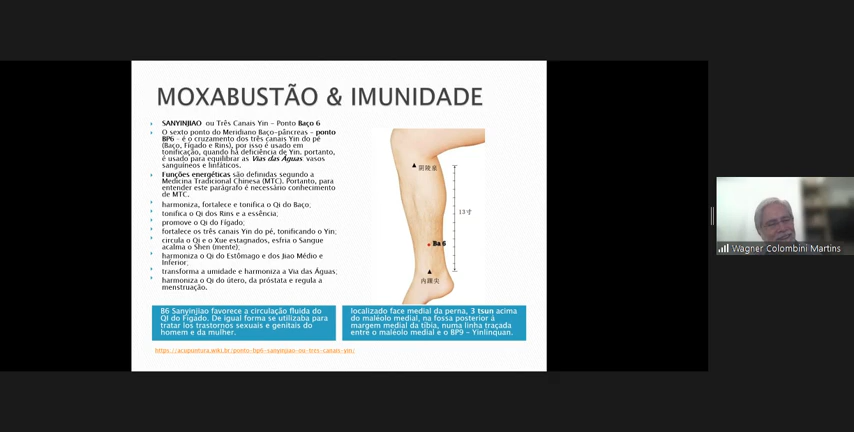 MOXABUSTÃO & IMUNIDADE
SANYINJIAO ou Três Canais Yin - Ponto Baço 6
O sexto ponto do Meridiano Baço-pâncreas - ponto
BP6 - é o cruzamento dos três canais Yin do pé
(Baço, Fígado e Rins), por isso é usado em
tonificação, quando há deficiência de Yin. portanto,
é usado para equilibrar as Vias das Águas: vasos
sanguíneos e linfáticos.
Funções energéticas são definidas segundo a
Medicina Tradicional Chinesa (MTC). Portanto, para
entender este parágrafo é necessário conhecimento
de MTC.
harmoniza, fortalece e tonifica o Qi do Baço,
tonifica o Qi dos Rins e a essência;
promove o Qi do Fígado;
fortalece os três canais Yin do pé, tonificando o Yin;
circula o Qi e o Xue estagnados, esfria o Sangue
acalma o Shen (mente);
harmoniza o Qi do Estômago e dos Jiao Médio e
Inferior;
transforma a umidade e harmoniza a Via das Águas;
harmoniza o Qi do útero, da próstata e regula a
menstruação.
陰陵泉
13寸
Ba 6
內踝尖
B6 Sanyinjiao favorece a circulação fluida do
QI do Fígado. De igual forma se utilizaba para
tratar los trastornos sexuais e genitais do
homem e da mulher.
localizado face medial da perna, 3 tsun acima
do maléolo medial, na fossa posterior à
margem medial da tíbia, numa linha traçada
entre o maléolo medial e o BP9 - Yinlinquan.
https://acupuntura.wiki.br/ponto-bp6-sanyinjiao-ou-tres-canais-yin/
Wagner Colombini Martins